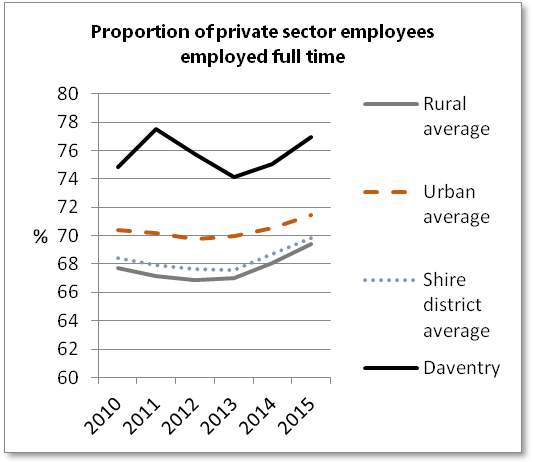 Proportion of private sector employees
employed full time
80
78
76
74
72
70
68
66
64
62
60
%
2010
2011
2012
2013
2014
2015
Rural
average
Urban
average
Shire
district
average
Daventry